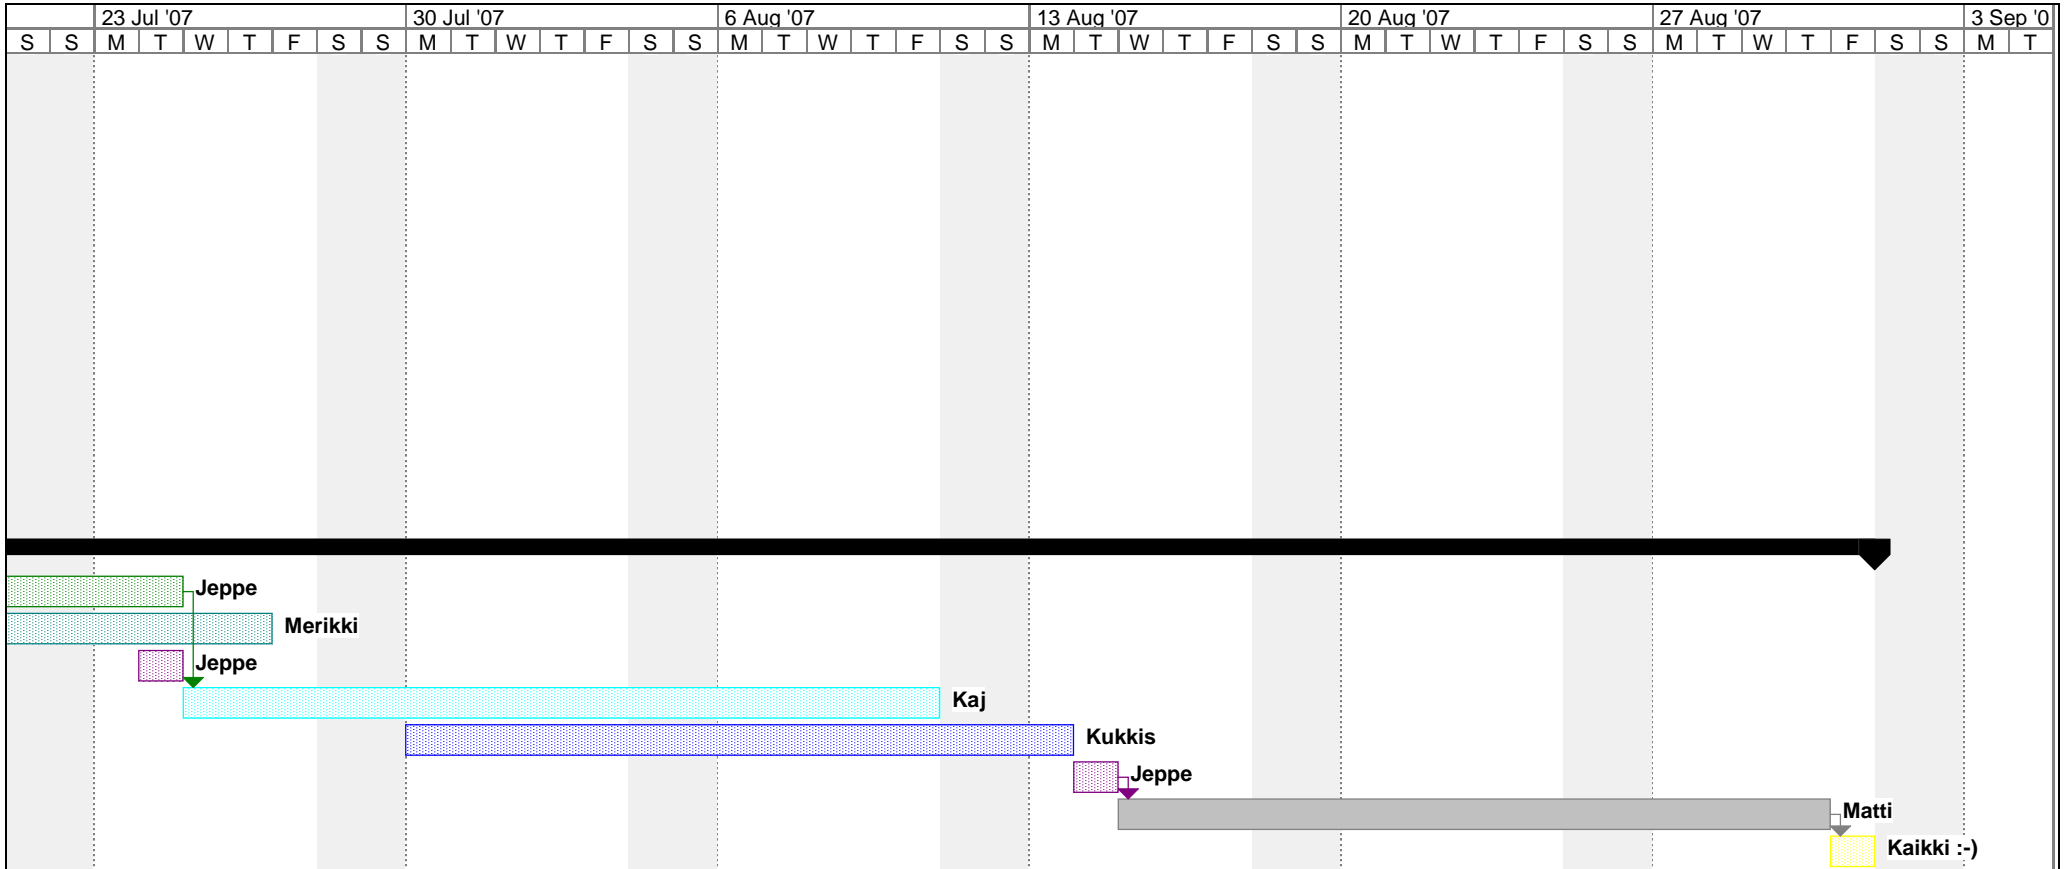 23 Jul '07 30 Jul '07 6 Aug '07 13 Aug '07 20 Aug '07 27 Aug '07 3 Sep '0
S S M T W T F S S M T W T F S S M T W T F S S M T W T F S S M T W T F S S M T W T F S S M T
Jeppe
Merikki
Jeppe
Kaj
Kukkis
Jeppe
Matti
Kaikki :-)